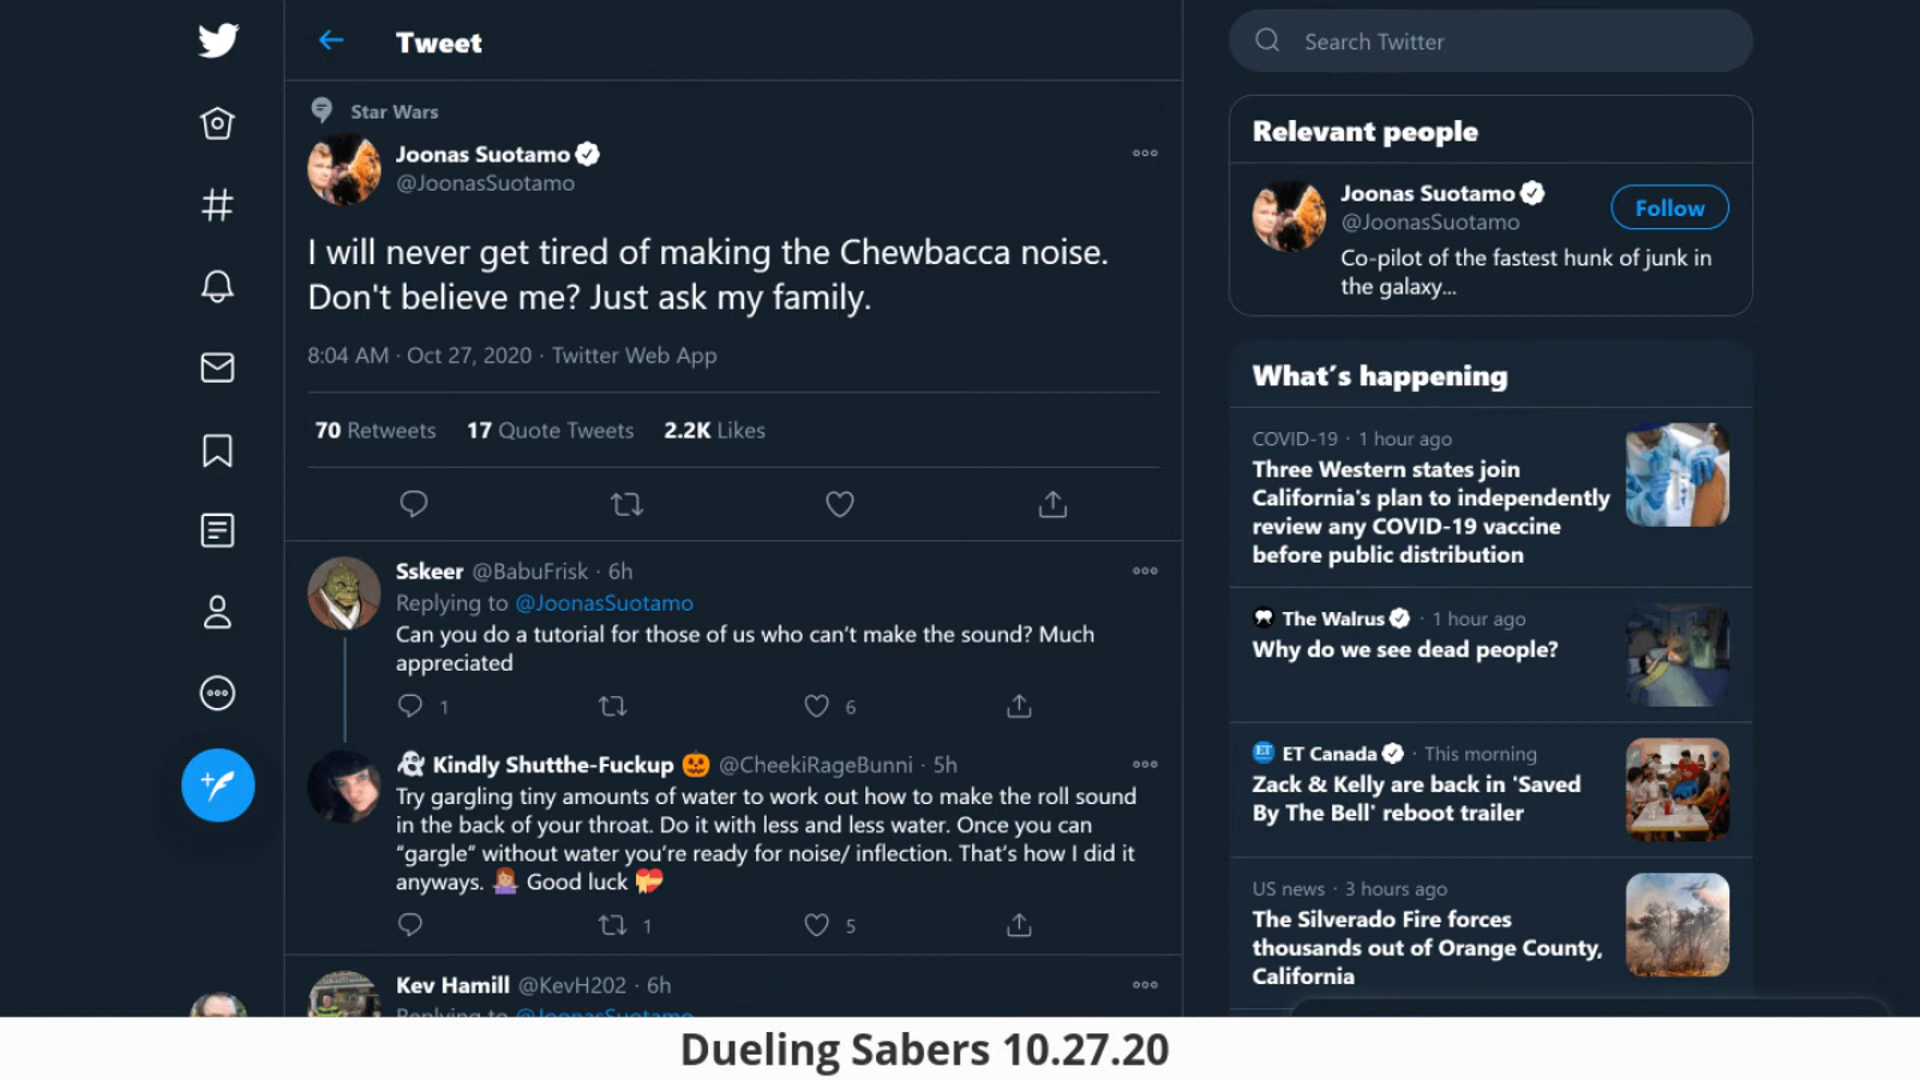 Tweet
Star Wars
Joonas Suotamo
@JoonasSuotamo
I will never get tired of making the Chewbacca noise.
Don't believe me? Just ask my family.
8:04 AM · Oct 27, 2020 · Twitter Web App
70 Retweets 17 Quote Tweets 2.2K Likes
Sskeer @BabuFrisk · 6h
Replying to @JoonasSuotamo
Can you do a tutorial for those of us who can't make the sound? Much
appreciated
1 6
👻 Kindly Shutthe-Fuckup 🎃 @CheekiRageBunni · 5h
Try gargling tiny amounts of water to work out how to make the roll sound
in the back of your throat. Do it with less and less water. Once you can
“gargle” without water you're ready for noise/ inflection. That's how I did it
anyways. 🤷🏼‍♀️ Good luck 💝
1 5
Kev Hamill @KevH202 · 6h
Replying to @JoonasSuotamo
Search Twitter
Relevant people
Joonas Suotamo
@JoonasSuotamo
Follow
Co-pilot of the fastest hunk of junk in
the galaxy...
What's happening
COVID-19 · 1 hour ago
Three Western states join
California's plan to independently
review any COVID-19 vaccine
before public distribution
The Walrus · 1 hour ago
Why do we see dead people?
ET
ET Canada · This morning
Zack & Kelly are back in 'Saved
By The Bell' reboot trailer
US news · 3 hours ago
The Silverado Fire forces
thousands out of Orange County,
California
Dueling Sabers 10.27.20